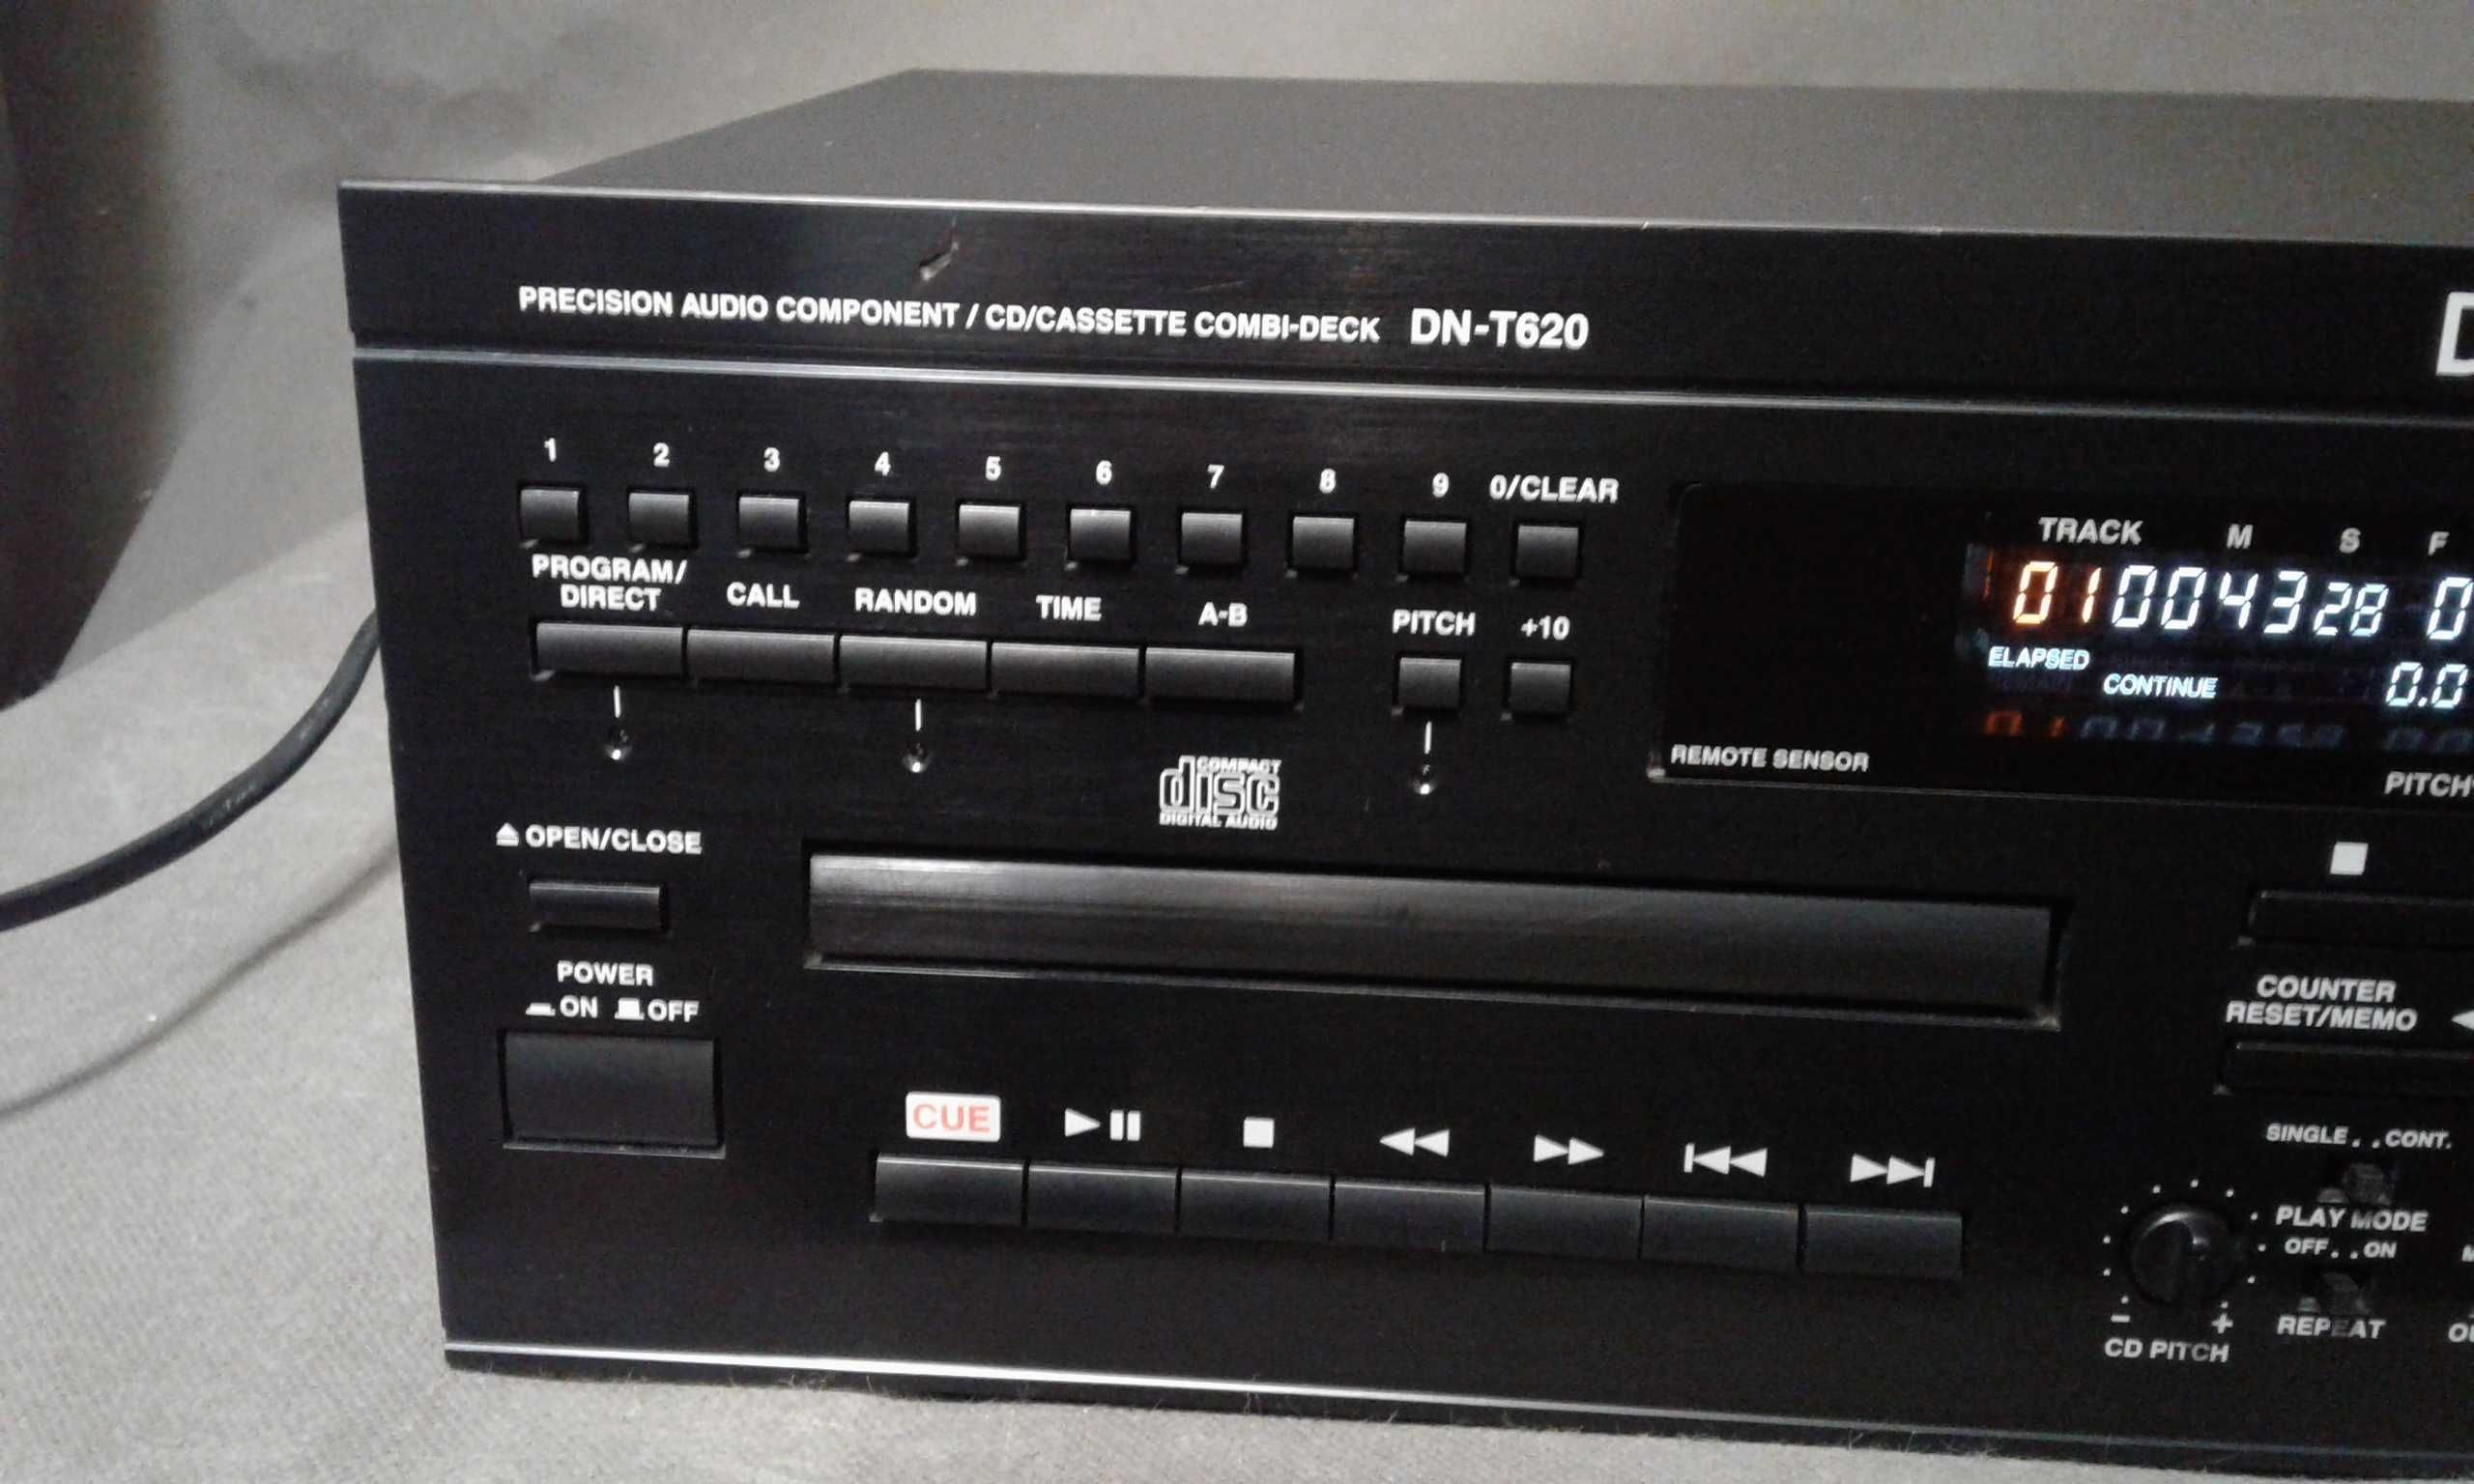 PRECISION AUDIO COMPONENT / CD/CASSETTE COMBI-DECK DN-T620
D
1 2 3 4 5 6 7 8 9 0/CLEAR
PROGRAM/
DIRECT CALL RANDOM TIME A-B PITCH +10
TRACK M S F
01 004328 0
ELAPSED
CONTINUE 0.0
REMOTE SENSOR
PITCH
COMPACT
disc
DIGITAL AUDIO
OPEN/CLOSE
POWER
ON OFF
CUE
COUNTER
RESET/MEMO
SINGLE . . CONT.
PLAY MODE
OFF . . ON
REPEAT
- +
CD PITCH